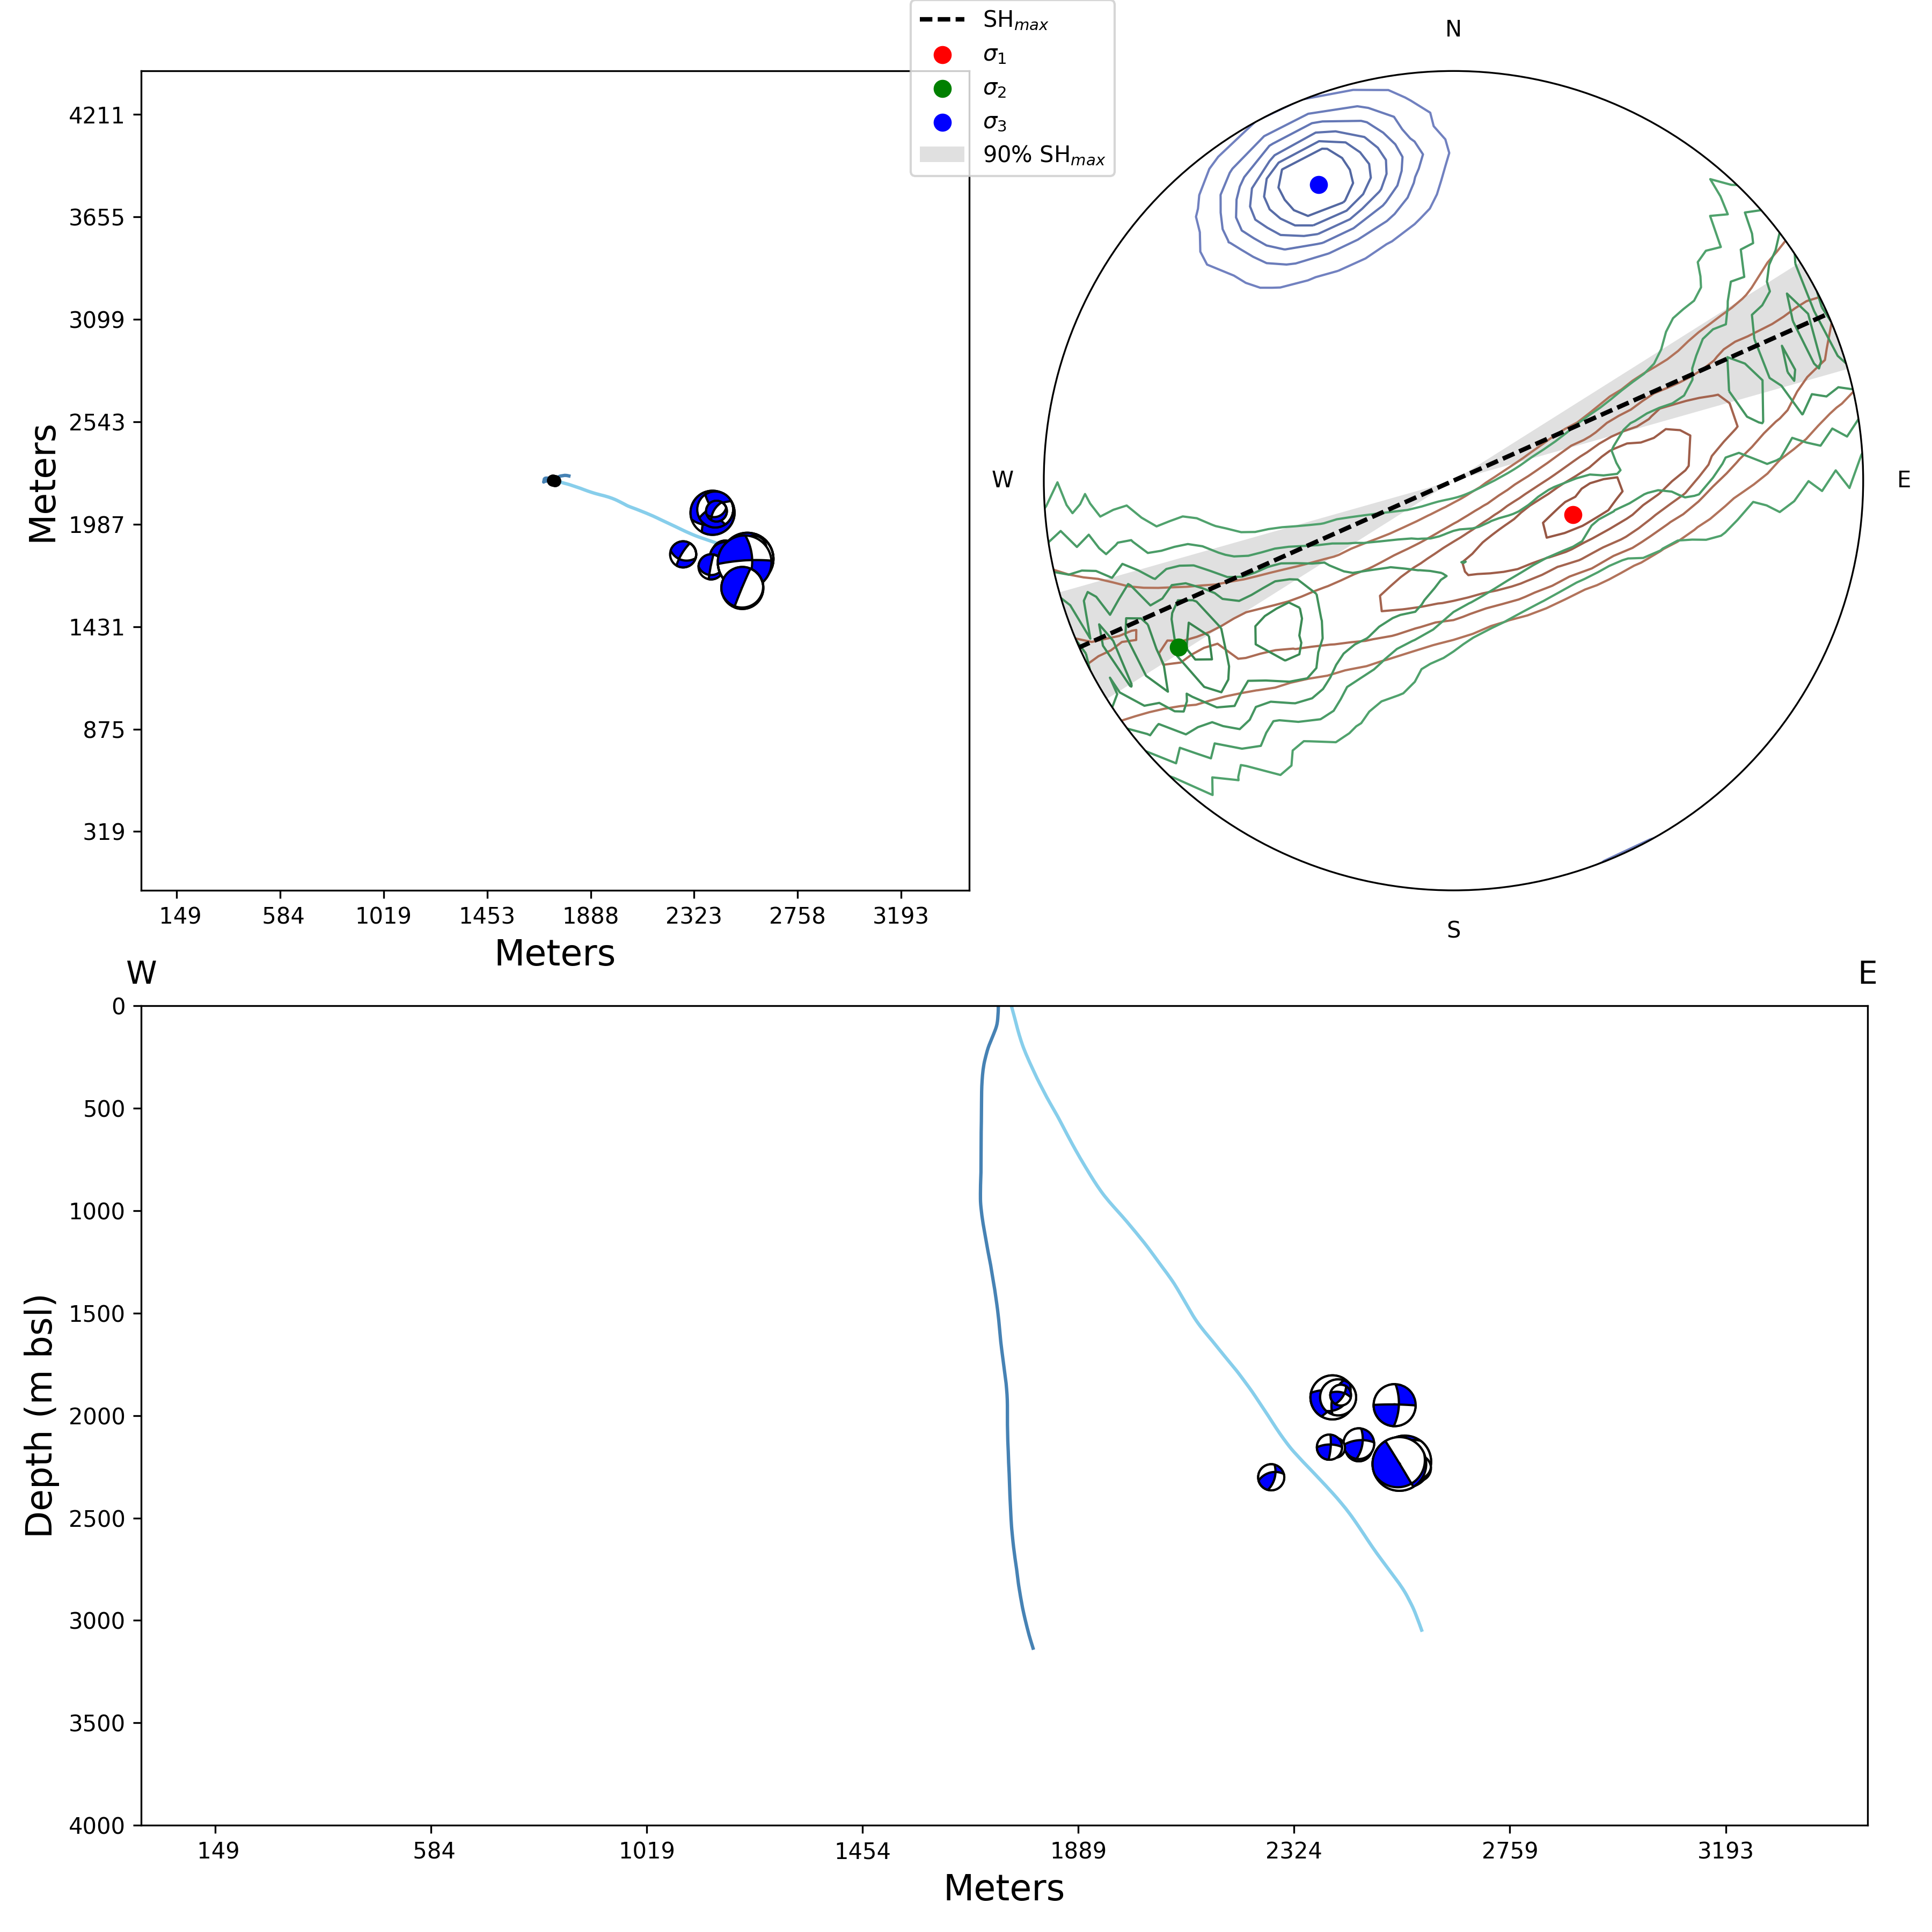 SHmax
σ1
σ2
σ3
90% SHmax
N
W
E
S
4211
3655
3099
2543
1987
1431
875
319
Meters
149 584 1019 1453 1888 2323 2758 3193
Meters
W
E
0
500
1000
1500
2000
2500
3000
3500
4000
Depth (m bsl)
149 584 1019 1454 1889 2324 2759 3193
Meters